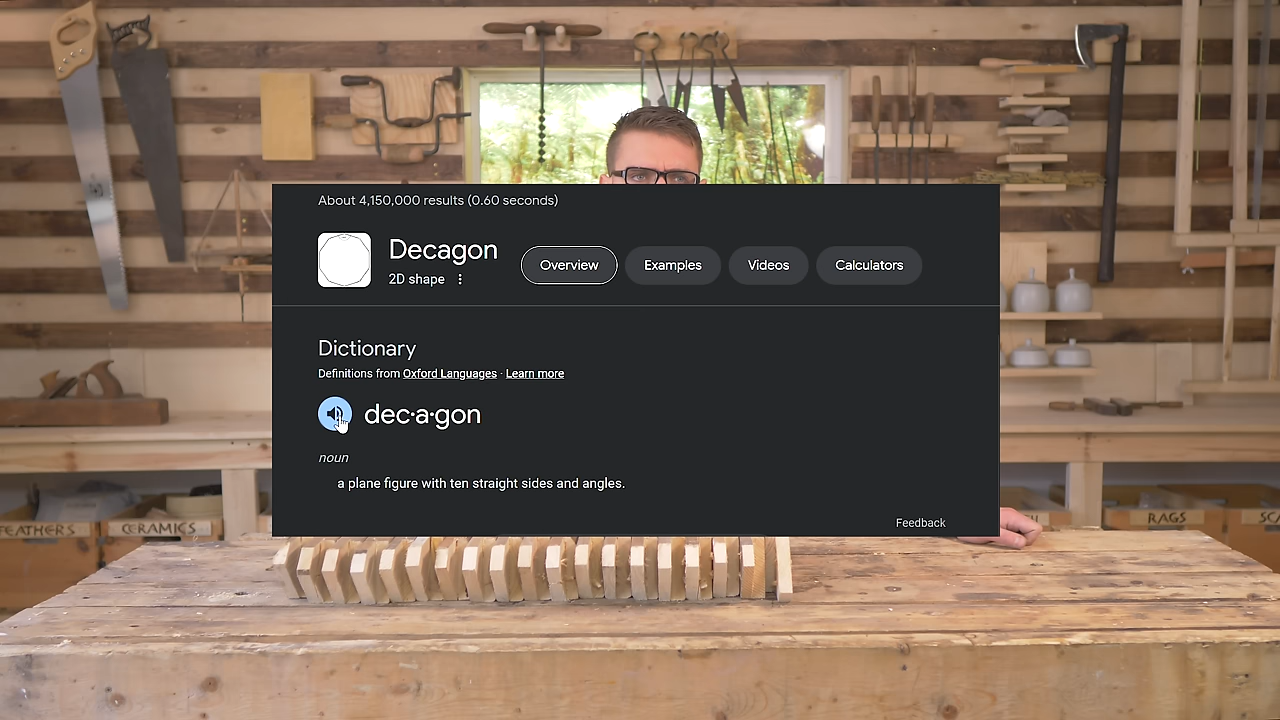 About 4,150,000 results (0.60 seconds)
Decagon
2D shape
Overview
Examples
Videos
Calculators
Dictionary
Definitions from Oxford Languages · Learn more
dec·a·gon
noun
a plane figure with ten straight sides and angles.
Feedback
FEATHERS
CERAMICS
RAGS